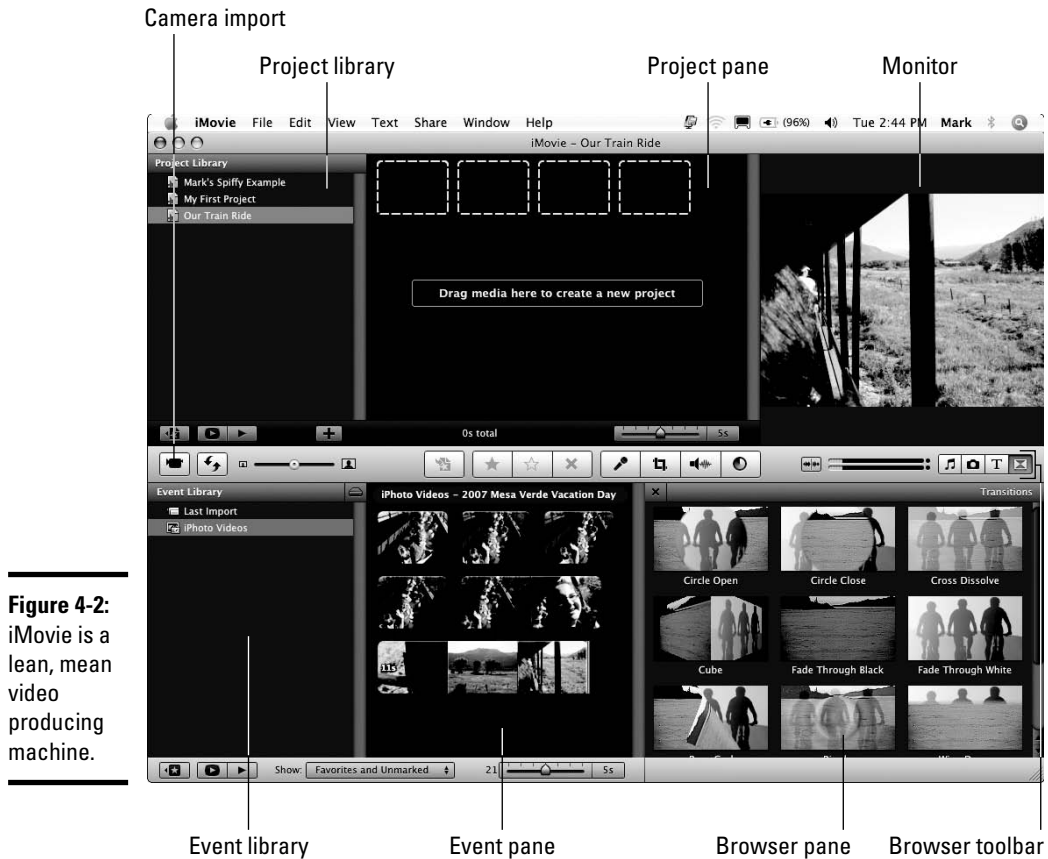 Camera import
Project library
Project pane
Monitor
iMovie File Edit View Text Share Window Help
(96%) Tue 2:44 PM Mark
iMovie – Our Train Ride
Project Library
Mark's Spiffy Example
My First Project
Our Train Ride
Drag media here to create a new project
0s total
5s
Event Library
Last Import
iPhoto Videos
iPhoto Videos – 2007 Mesa Verde Vacation Day
11s
Transitions
Circle Open
Circle Close
Cross Dissolve
Cube
Fade Through Black
Fade Through White
Show: Favorites and Unmarked
21
5s
T
Figure 4-2:
iMovie is a
lean, mean
video
producing
machine.
Event library
Event pane
Browser pane
Browser toolbar